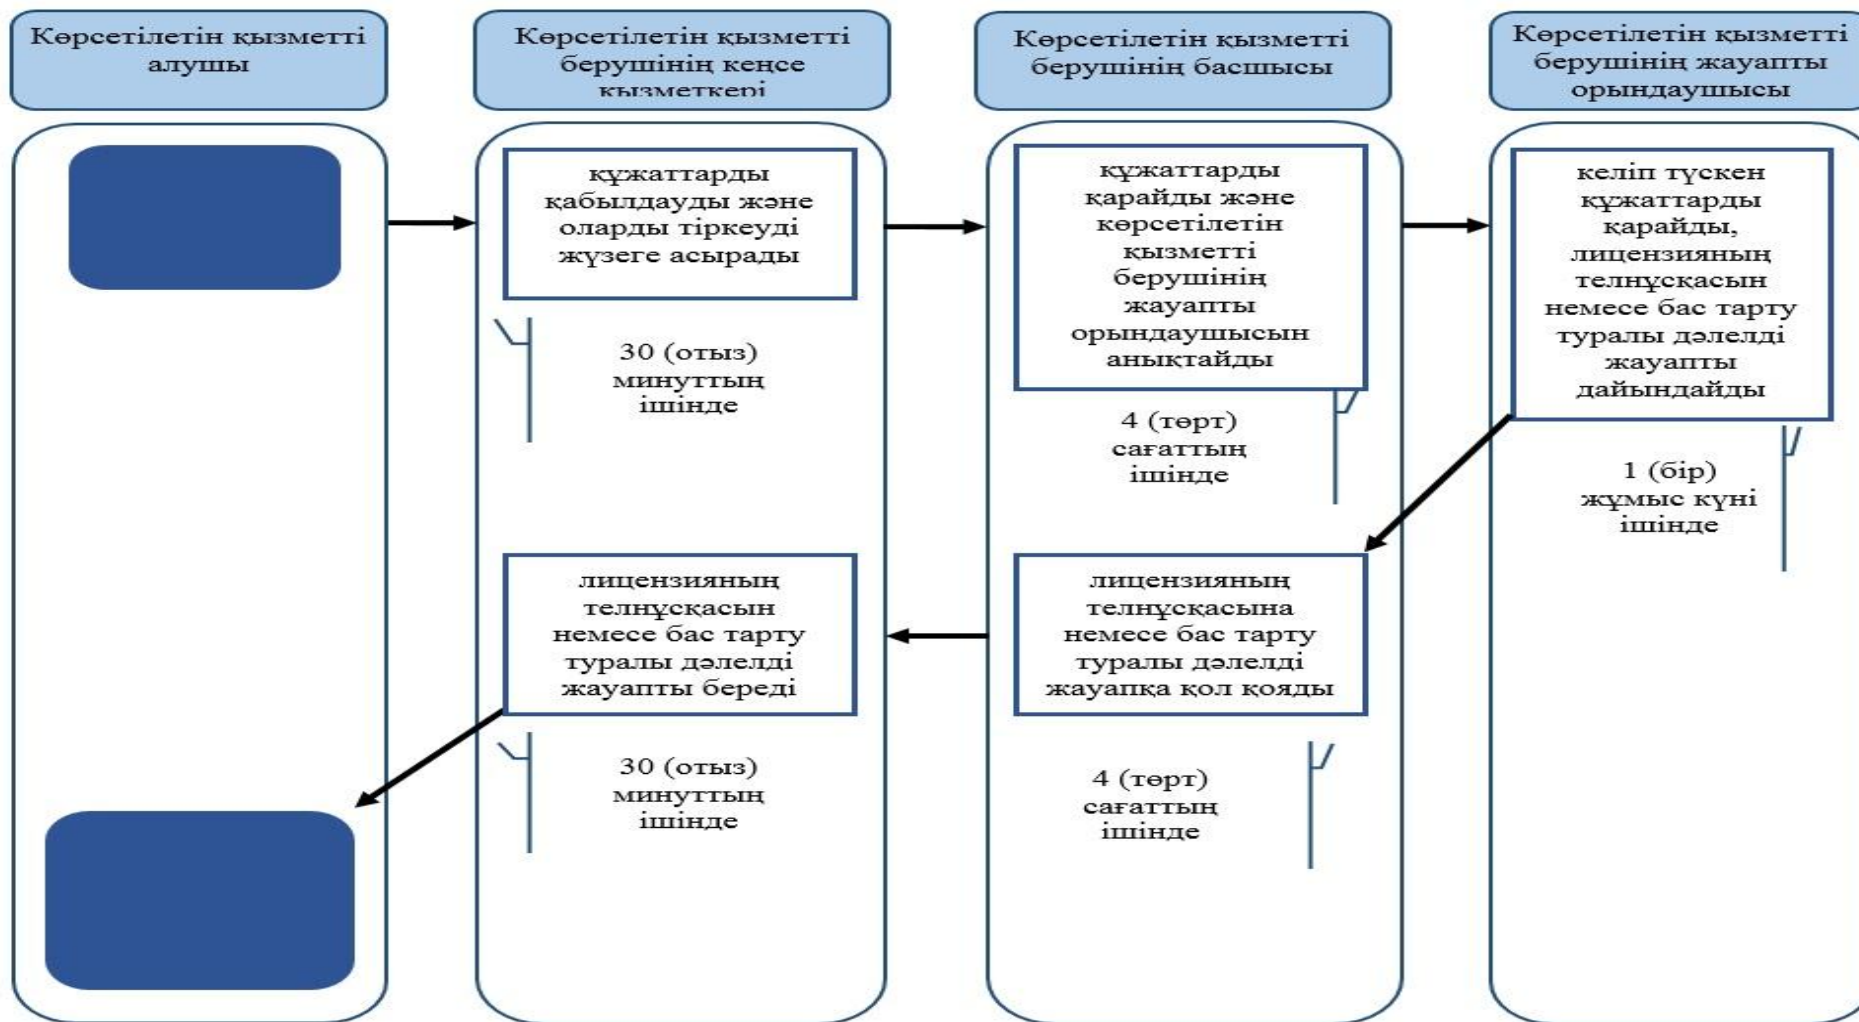 Көрсетілетін қызметті
алушы
Көрсетілетін қызметті
берушінің кеңсе
қызметкері
Көрсетілетін қызметті
берушінің басшысы
Көрсетілетін қызметті
берушінің жауапты
орындаушысы
құжаттарды
қабылдауды және
оларды тіркеуді
жүзеге асырады
30 (отыз)
минуттың
ішінде
құжаттарды
қарайды және
көрсетілетін
қызметті
берушінің
жауапты
орындаушысын
анықтайды
4 (төрт)
сағаттың
ішінде
келіп түскен
құжаттарды
қарайды,
лицензияның
телнұсқасын
немесе бас тарту
туралы дәлелді
жауапты
дайындайды
1 (бір)
жұмыс күні
ішінде
лицензияның
телнұсқасына
немесе бас тарту
туралы дәлелді
жауапқа қол қояды
4 (төрт)
сағаттың
ішінде
лицензияның
телнұсқасын
немесе бас тарту
туралы дәлелді
жауапты береді
30 (отыз)
минуттың
ішінде